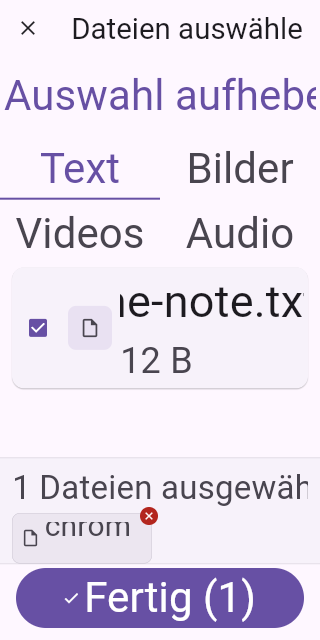 Dateien auswähle
Auswahl aufhebe
Text Bilder
Videos Audio
ne-note.tx
12 B
1 Dateien ausgewäh
chrom
Fertig (1)